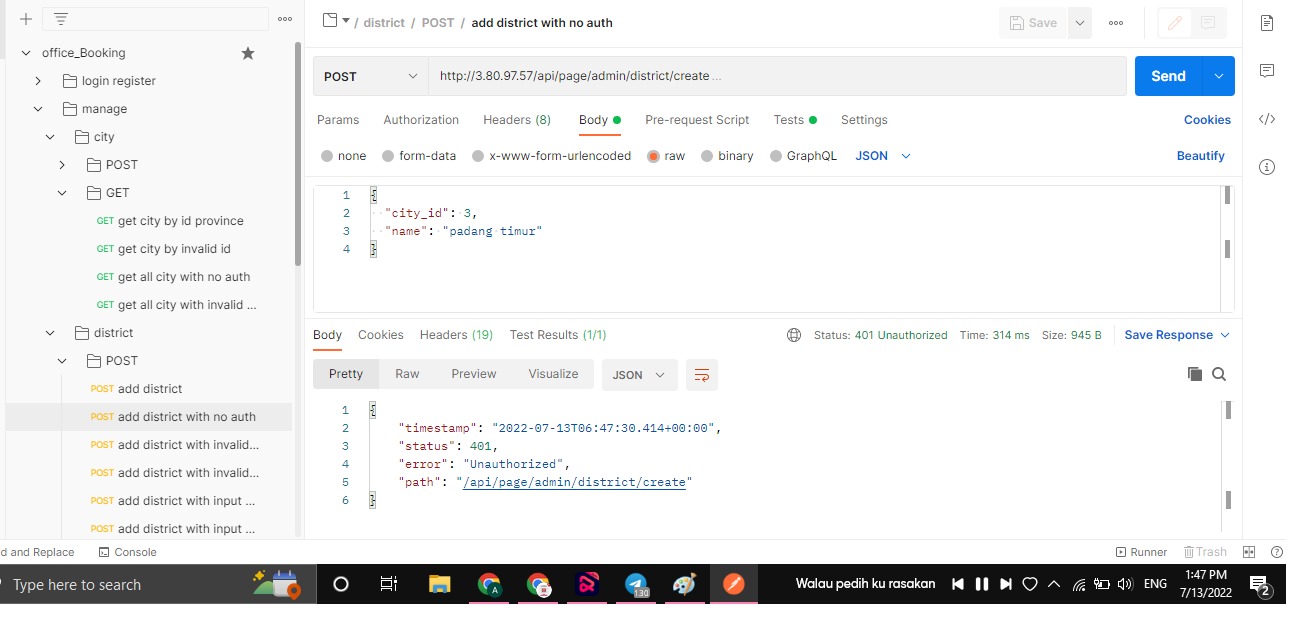 office_Booking
login register
manage
city
POST
GET
GET get city by id province
GET get city by invalid id
GET get all city with no auth
GET get all city with invalid ...
district
POST
POST add district
POST add district with no auth
POST add district with invalid...
POST add district with invalid...
POST add district with input ...
POST add district with input ...
/ district / POST / add district with no auth
Save
POST
http://3.80.97.57/api/page/admin/district/create ...
Send
Params Authorization Headers (8) Body Pre-request Script Tests Settings
Cookies
none form-data x-www-form-urlencoded raw binary GraphQL JSON
Beautify
1 {
2 "city_id": 3,
3 "name": "padang timur"
4 }
Body Cookies Headers (19) Test Results (1/1)
Status: 401 Unauthorized Time: 314 ms Size: 945 B
Save Response
Pretty Raw Preview Visualize JSON
1 {
2 "timestamp": "2022-07-13T06:47:30.414+00:00",
3 "status": 401,
4 "error": "Unauthorized",
5 "path": "/api/page/admin/district/create"
6 }
d and Replace Console
Runner Trash
Type here to search
A
130
Walau pedih ku rasakan
ENG
1:47 PM
7/13/2022
2